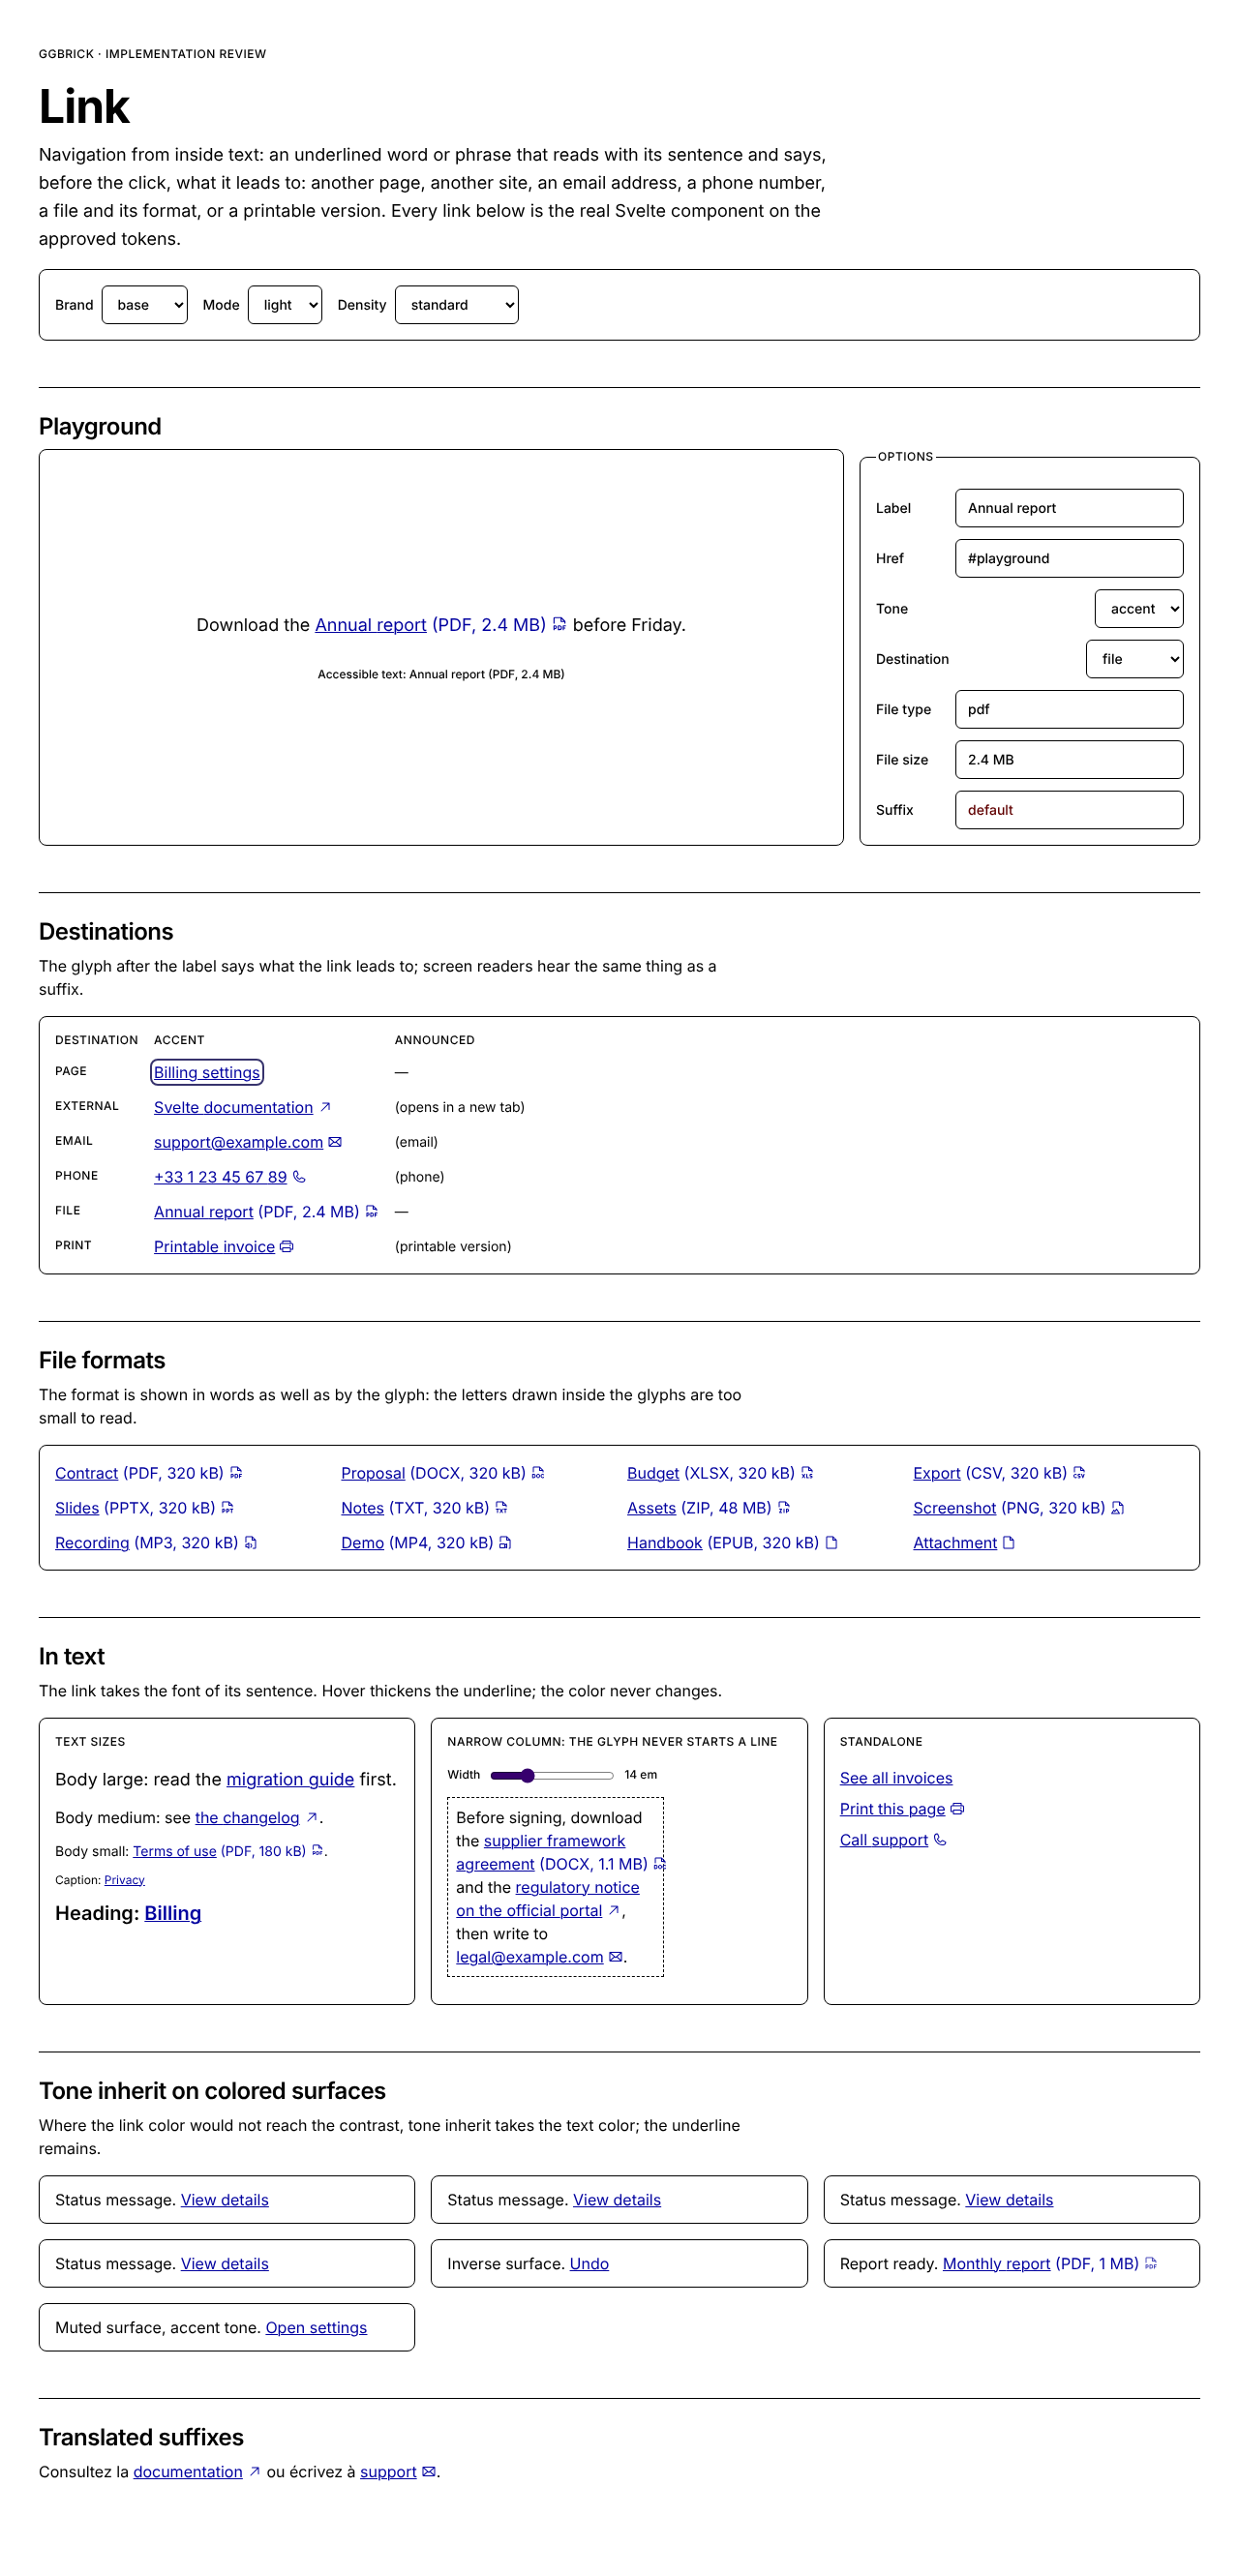 GGBRICK · IMPLEMENTATION REVIEW
Link
Navigation from inside text: an underlined word or phrase that reads with its sentence and says,
before the click, what it leads to: another page, another site, an email address, a phone number,
a file and its format, or a printable version. Every link below is the real Svelte component on the
approved tokens.
Brand base Mode light Density standard
Playground
Download the Annual report (PDF, 2.4 MB) PDF before Friday.
Accessible text: Annual report (PDF, 2.4 MB)
OPTIONS
Label Annual report
Href #playground
Tone accent
Destination file
File type pdf
File size 2.4 MB
Suffix default
Destinations
The glyph after the label says what the link leads to; screen readers hear the same thing as a
suffix.
DESTINATION ACCENT ANNOUNCED
PAGE Billing settings —
EXTERNAL Svelte documentation (opens in a new tab)
EMAIL support@example.com (email)
PHONE +33 1 23 45 67 89 (phone)
FILE Annual report (PDF, 2.4 MB) PDF —
PRINT Printable invoice (printable version)
File formats
The format is shown in words as well as by the glyph: the letters drawn inside the glyphs are too
small to read.
Contract (PDF, 320 kB) PDF Proposal (DOCX, 320 kB) DOC Budget (XLSX, 320 kB) XLS Export (CSV, 320 kB) CSV
Slides (PPTX, 320 kB) PPT Notes (TXT, 320 kB) TXT Assets (ZIP, 48 MB) ZIP Screenshot (PNG, 320 kB)
Recording (MP3, 320 kB) Demo (MP4, 320 kB) Handbook (EPUB, 320 kB) Attachment
In text
The link takes the font of its sentence. Hover thickens the underline; the color never changes.
TEXT SIZES
Body large: read the migration guide first.
Body medium: see the changelog .
Body small: Terms of use (PDF, 180 kB) PDF.
Caption: Privacy
Heading: Billing
NARROW COLUMN: THE GLYPH NEVER STARTS A LINE
Width 14 em
Before signing, download
the supplier framework
agreement (DOCX, 1.1 MB) DOC
and the regulatory notice
on the official portal ,
then write to
legal@example.com .
STANDALONE
See all invoices
Print this page
Call support
Tone inherit on colored surfaces
Where the link color would not reach the contrast, tone inherit takes the text color; the underline
remains.
Status message. View details
Status message. View details
Status message. View details
Status message. View details
Inverse surface. Undo
Report ready. Monthly report (PDF, 1 MB) PDF
Muted surface, accent tone. Open settings
Translated suffixes
Consultez la documentation ou écrivez à support .